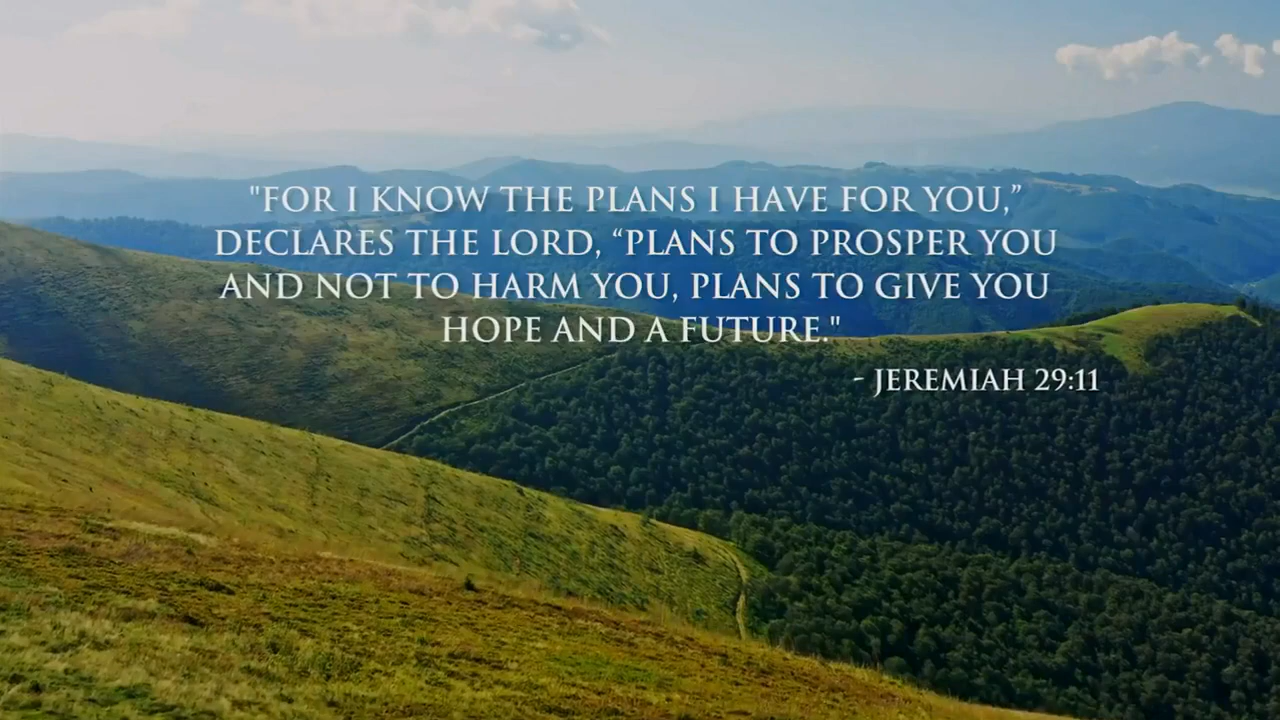 "FOR I KNOW THE PLANS I HAVE FOR YOU,”
DECLARES THE LORD, “PLANS TO PROSPER YOU
AND NOT TO HARM YOU, PLANS TO GIVE YOU
HOPE AND A FUTURE."
- JEREMIAH 29:11